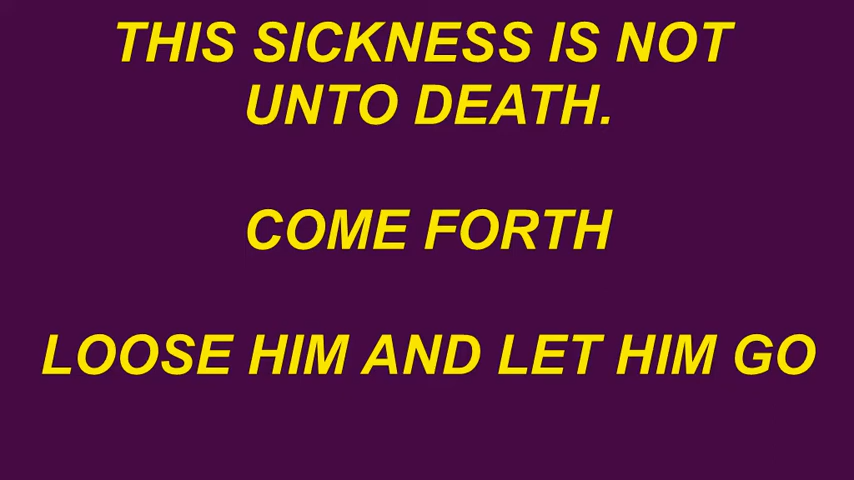 THIS SICKNESS IS NOT
UNTO DEATH.
COME FORTH
LOOSE HIM AND LET HIM GO